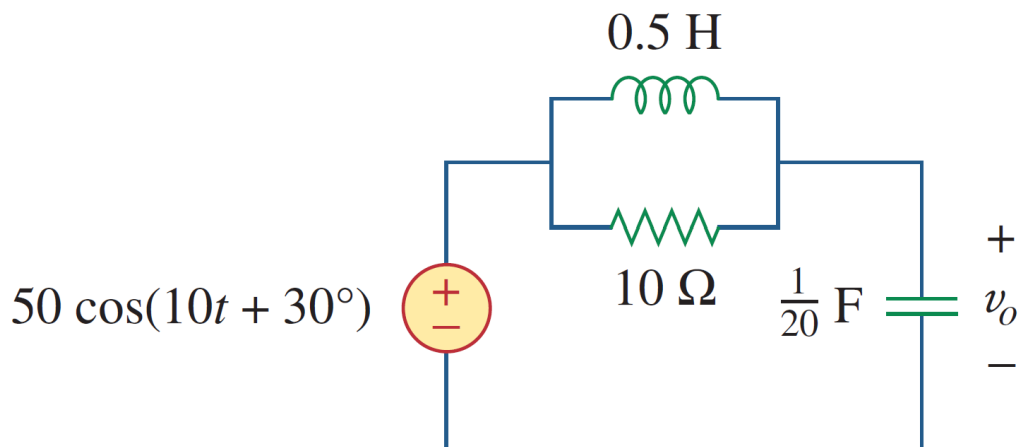 0.5 H
10 Ω
50 cos(10t + 30°)
+
−
1/20 F
+
vₒ
−